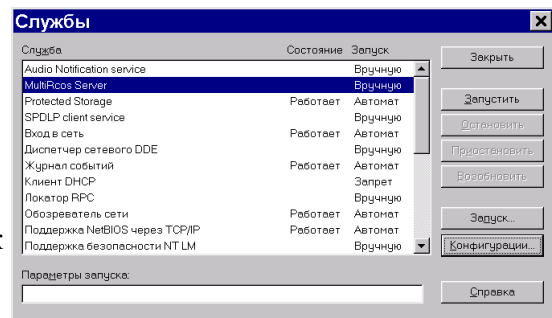 Службы
Служба Состояние Запуск
Audio Notification service Вручную
MultiRcos Server Вручную
Protected Storage Работает Автомат
SPDLP client service Вручную
Вход в сеть Работает Автомат
Диспетчер сетевого DDE Вручную
Журнал событий Работает Автомат
Клиент DHCP Запрет
Локатор RPC Вручную
Обозреватель сети Работает Автомат
Поддержка NetBIOS через TCP/IP Работает Автомат
Поддержка безопасности NT LM Вручную
Параметры запуска:
Закрыть
Запустить
Остановить
Приостановить
Возобновить
Запуск...
Конфигурации...
Справка